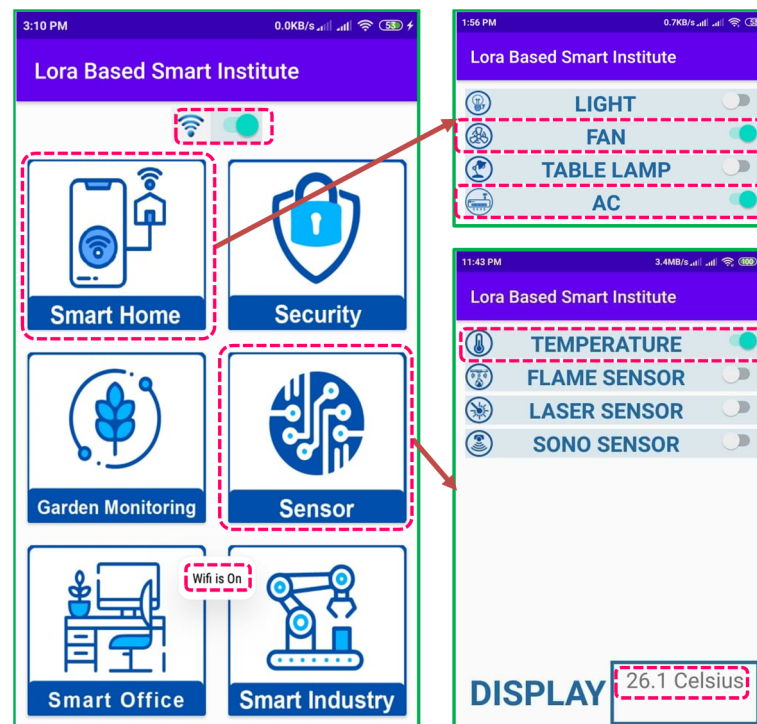 3:10 PM 0.0KB/s 53
Lora Based Smart Institute
Smart Home
Security
Garden Monitoring
Sensor
Wifi is On
Smart Office
Smart Industry
1:56 PM 0.7KB/s
Lora Based Smart Institute
LIGHT
FAN
TABLE LAMP
AC
11:43 PM 3.4MB/s 100
Lora Based Smart Institute
TEMPERATURE
FLAME SENSOR
LASER SENSOR
SONO SENSOR
DISPLAY 26.1 Celsius